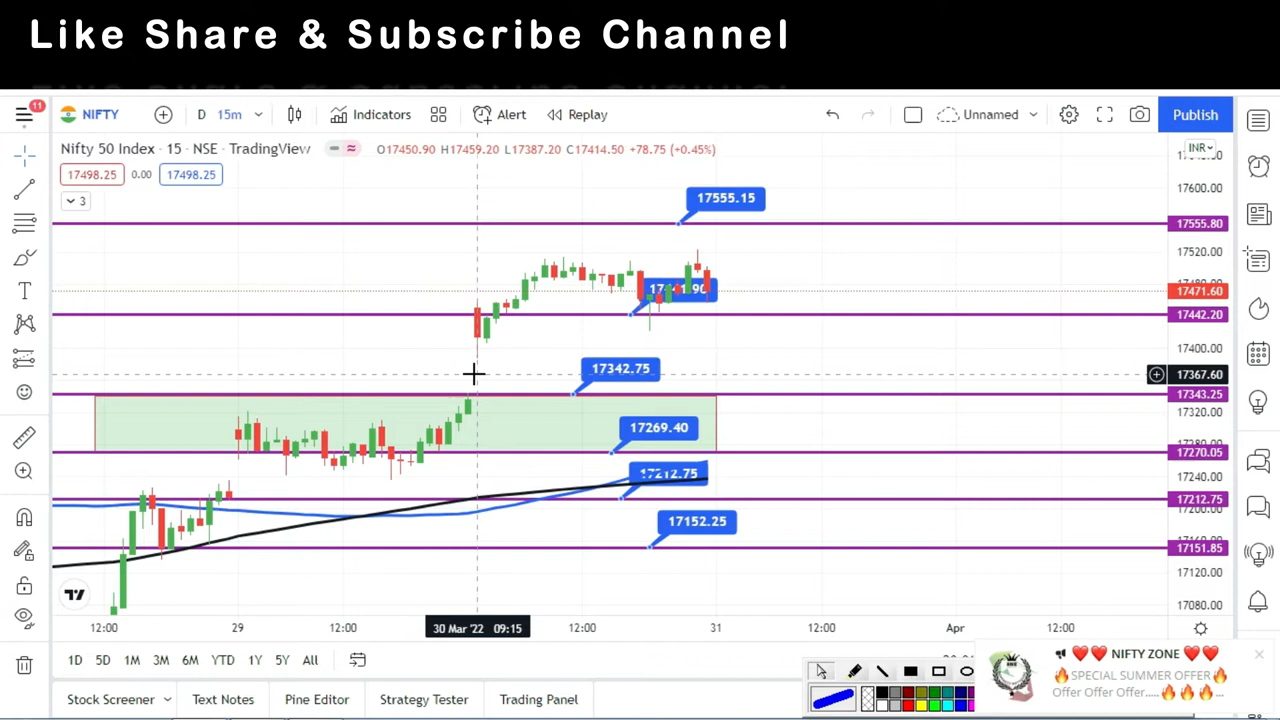 Like Share & Subscribe Channel
11
NIFTY
D 15m
Indicators
Alert
Replay
Unnamed
Publish
Nifty 50 Index · 15 · NSE · TradingView
O17450.90 H17459.20 L17387.20 C17414.50 +78.75 (+0.45%)
INR
17498.25 0.00 17498.25
3
17600.00
17555.15
17555.80
17520.00
17471.60
17442.20
17400.00
17342.75
17367.60
17343.25
17320.00
17269.40
17280.00
17270.05
17212.75
17240.00
17212.75
17200.00
17152.25
17151.85
17120.00
17080.00
12:00 29 12:00 30 Mar '22 09:15 12:00 31 12:00 Apr 12:00
1D 5D 1M 3M 6M YTD 1Y 5Y All
NIFTY ZONE
SPECIAL SUMMER OFFER
Offer Offer Offer.....
Stock Screener Text Notes Pine Editor Strategy Tester Trading Panel